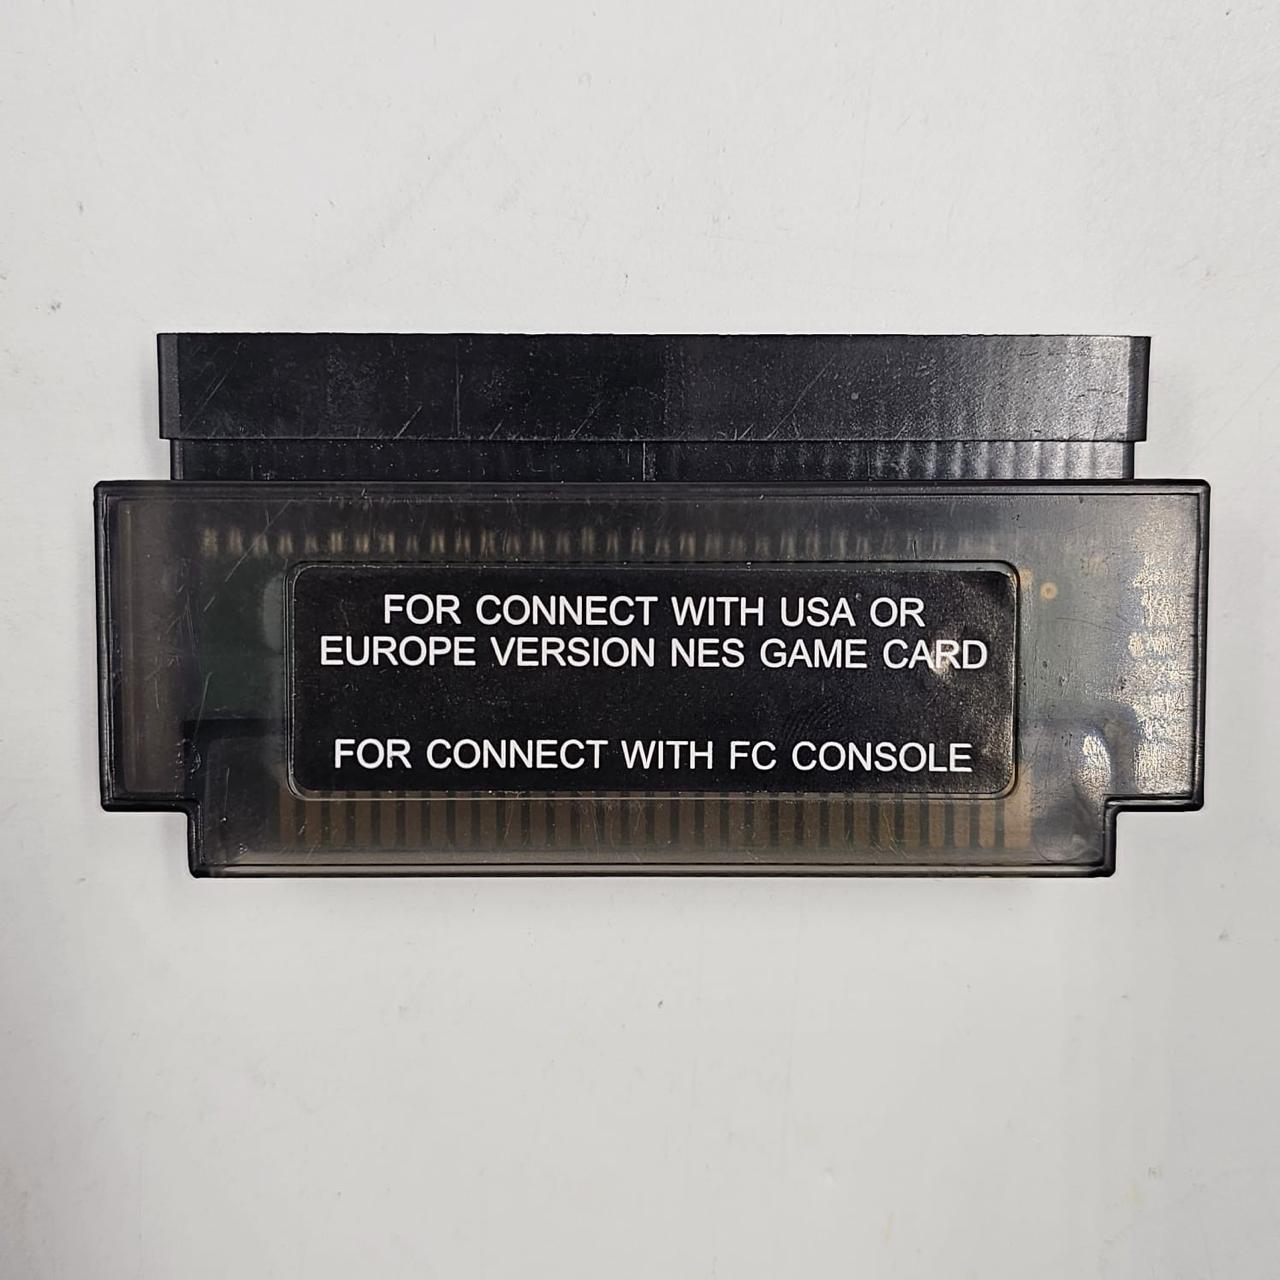 FOR CONNECT WITH USA OR
EUROPE VERSION NES GAME CARD
FOR CONNECT WITH FC CONSOLE